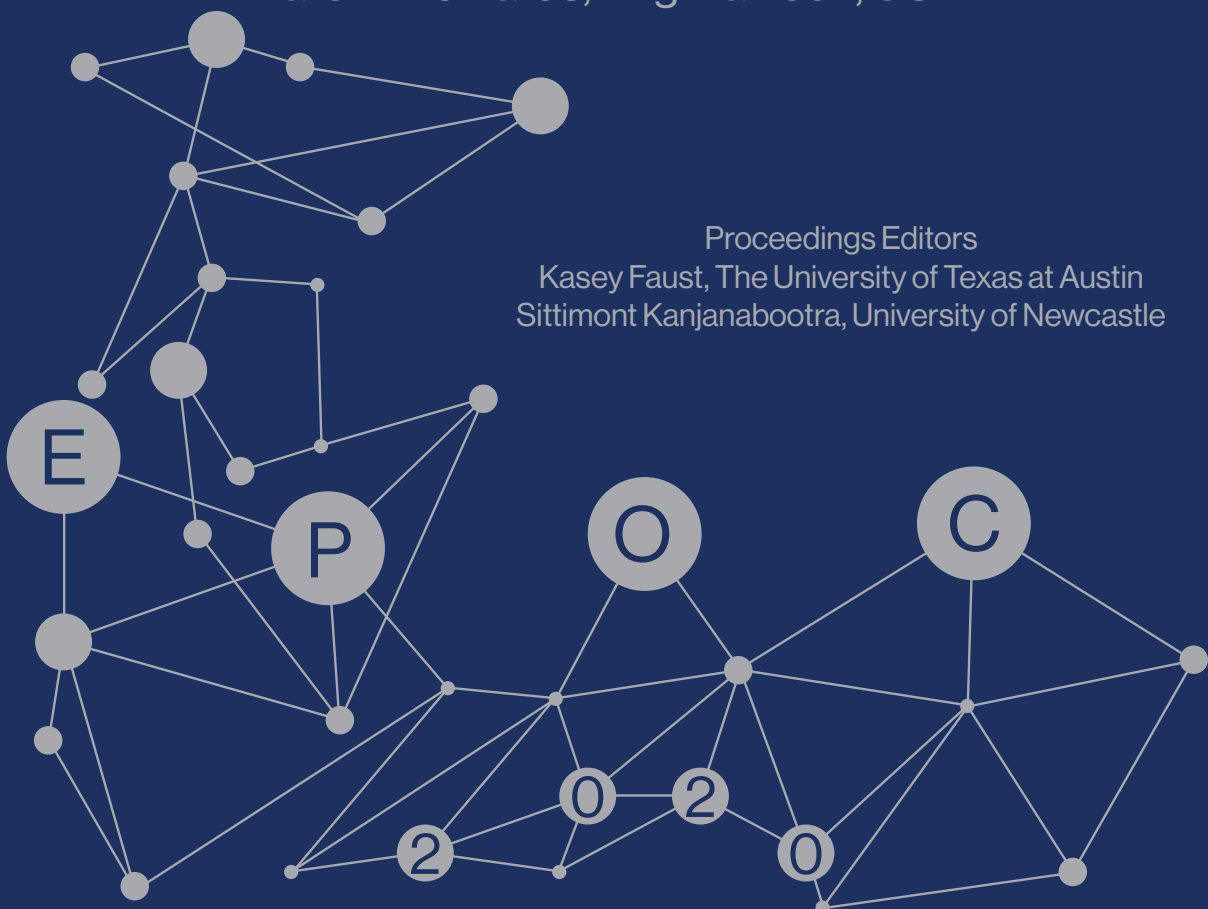 Proceedings Editors
Kasey Faust, The University of Texas at Austin
Sittimont Kanjanabootra, University of Newcastle
E
P
O
C
2
0
2
0